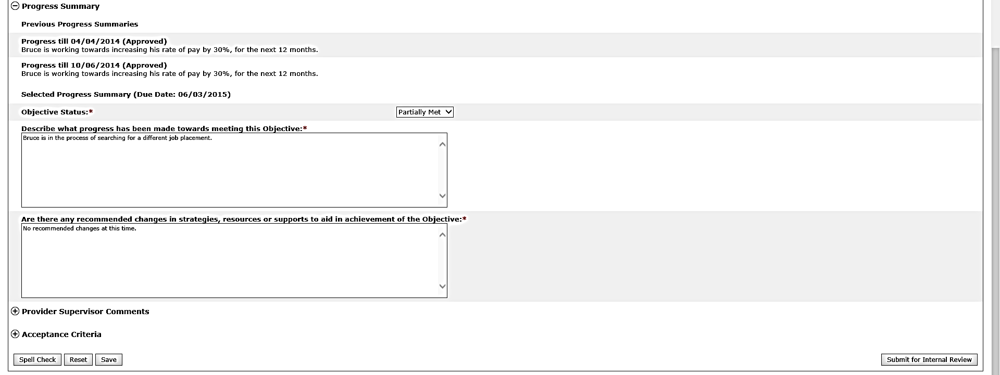 Progress Summary
Previous Progress Summaries
Progress till 04/04/2014 (Approved)
Bruce is working towards increasing his rate of pay by 30%, for the next 12 months.
Progress till 10/06/2014 (Approved)
Bruce is working towards increasing his rate of pay by 30%, for the next 12 months.
Selected Progress Summary (Due Date: 06/03/2015)
Objective Status:* Partially Met
Describe what progress has been made towards meeting this Objective:*
Bruce is in the process of searching for a different job placement.
Are there any recommended changes in strategies, resources or supports to aid in achievement of the Objective:*
No recommended changes at this time.
Provider Supervisor Comments
Acceptance Criteria
Spell Check Reset Save Submit for Internal Review